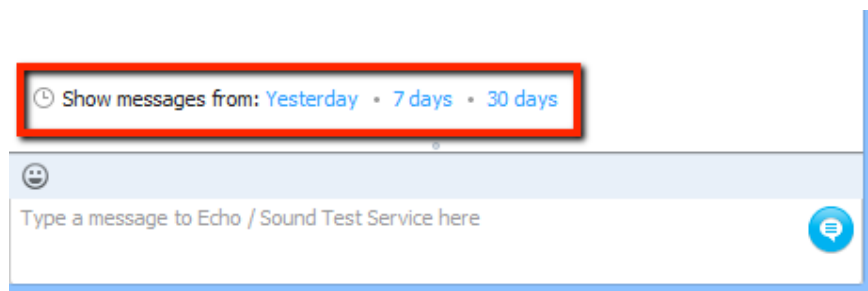 Show messages from: Yesterday • 7 days • 30 days
Type a message to Echo / Sound Test Service here